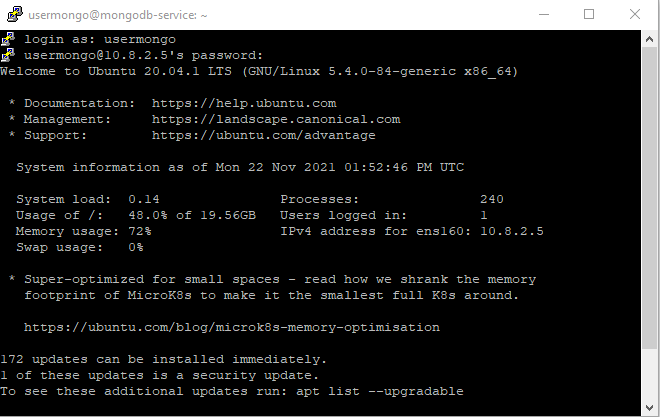 usermongo@mongodb-service: ~
login as: usermongo
usermongo@10.8.2.5's password:
Welcome to Ubuntu 20.04.1 LTS (GNU/Linux 5.4.0-84-generic x86_64)
* Documentation:  https://help.ubuntu.com
* Management:     https://landscape.canonical.com
* Support:        https://ubuntu.com/advantage
System information as of Mon 22 Nov 2021 01:52:46 PM UTC
System load:  0.14               Processes:               240
Usage of /:   48.0% of 19.56GB   Users logged in:         1
Memory usage: 72%                IPv4 address for ens160: 10.8.2.5
Swap usage:   0%
* Super-optimized for small spaces - read how we shrank the memory
footprint of MicroK8s to make it the smallest full K8s around.
https://ubuntu.com/blog/microk8s-memory-optimisation
172 updates can be installed immediately.
1 of these updates is a security update.
To see these additional updates run: apt list --upgradable